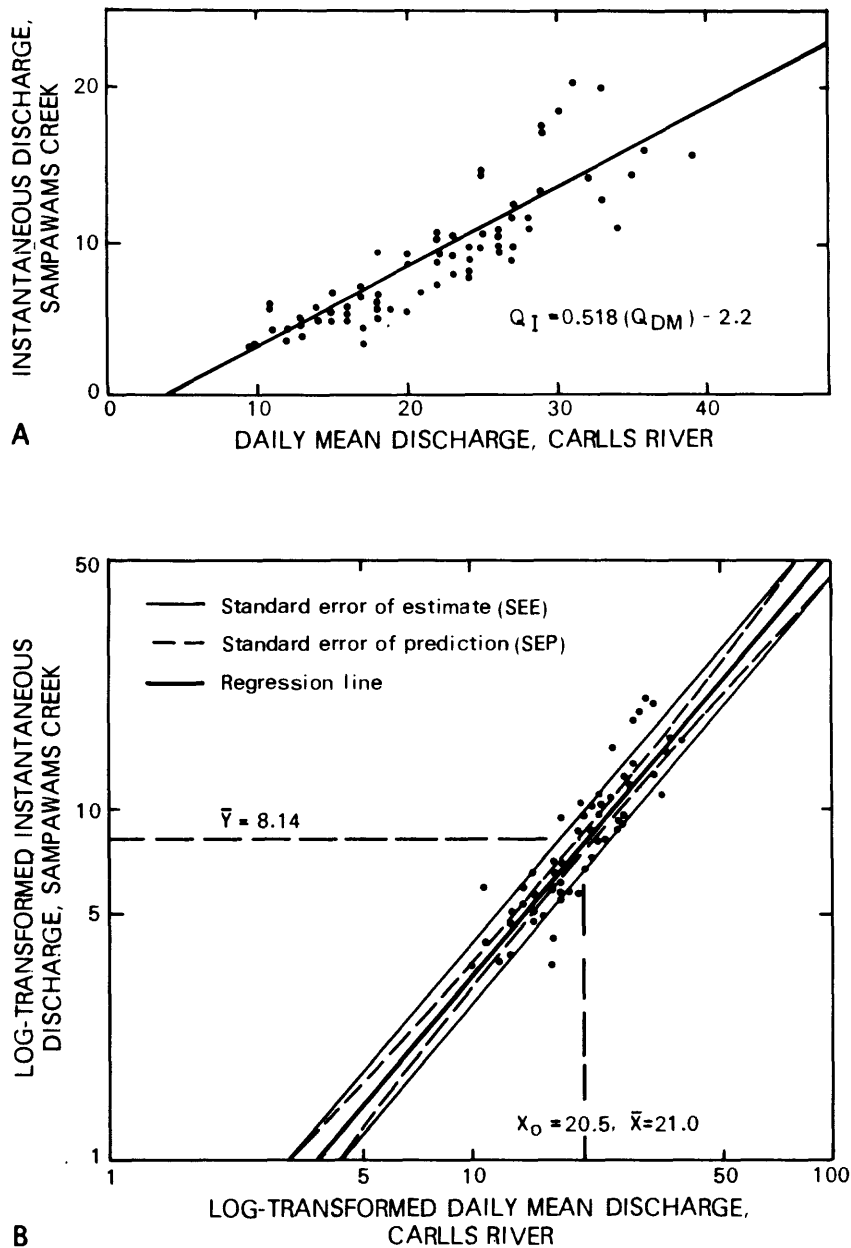 INSTANTANEOUS DISCHARGE,
SAMPAWAMS CREEK
20
10
0
Q I = 0.518 (Q DM) - 2.2
0 10 20 30 40
DAILY MEAN DISCHARGE, CARLLS RIVER
A
LOG-TRANSFORMED INSTANTANEOUS
DISCHARGE, SAMPAWAMS CREEK
50
10
5
1
Standard error of estimate (SEE)
Standard error of prediction (SEP)
Regression line
Y̅ = 8.14
Xo = 20.5, X̅ = 21.0
1 5 10 50 100
LOG-TRANSFORMED DAILY MEAN DISCHARGE,
CARLLS RIVER
B